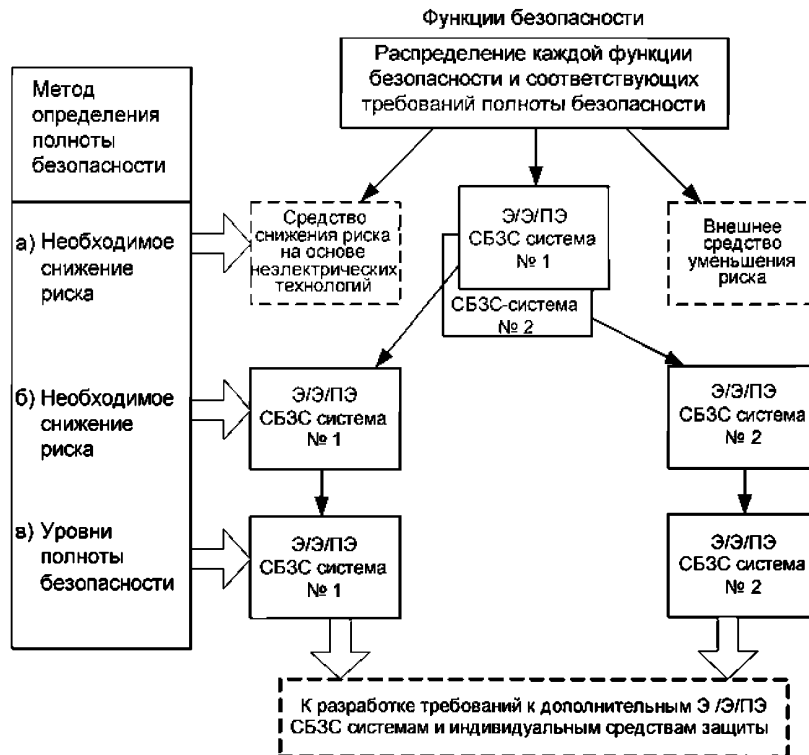 Функции безопасности
Распределение каждой функции
безопасности и соответствующих
требований полноты безопасности
Метод
определения
полноты
безопасности
а) Необходимое
снижение
риска
Средство
снижения риска
на основе
неэлектрических
технологий
Э/Э/ПЭ
СБЗС система
№ 1
СБЗС-система
№ 2
Внешнее
средство
уменьшения
риска
б) Необходимое
снижение
риска
Э/Э/ПЭ
СБЗС система
№ 1
Э/Э/ПЭ
СБЗС система
№ 2
в) Уровни
полноты
безопасности
Э/Э/ПЭ
СБЗС система
№ 1
Э/Э/ПЭ
СБЗС система
№ 2
К разработке требований к дополнительным Э /Э/ПЭ
СБЗС системам и индивидуальным средствам защиты